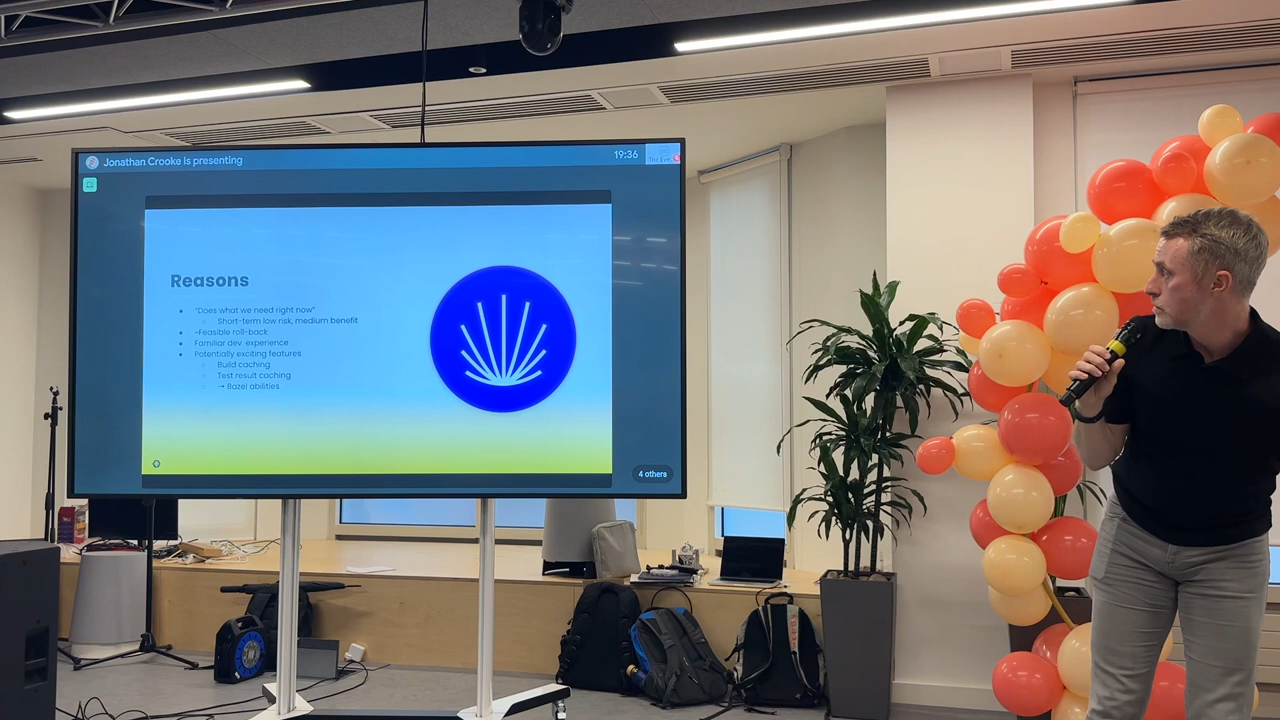 Jonathan Crooke is presenting
19:36
Reasons
"Does what we need right now"
Short-term low risk, medium benefit
~Feasible roll-back
Familiar dev. experience
Potentially exciting features
Build caching
Test result caching
→ Bazel abilities
4 others